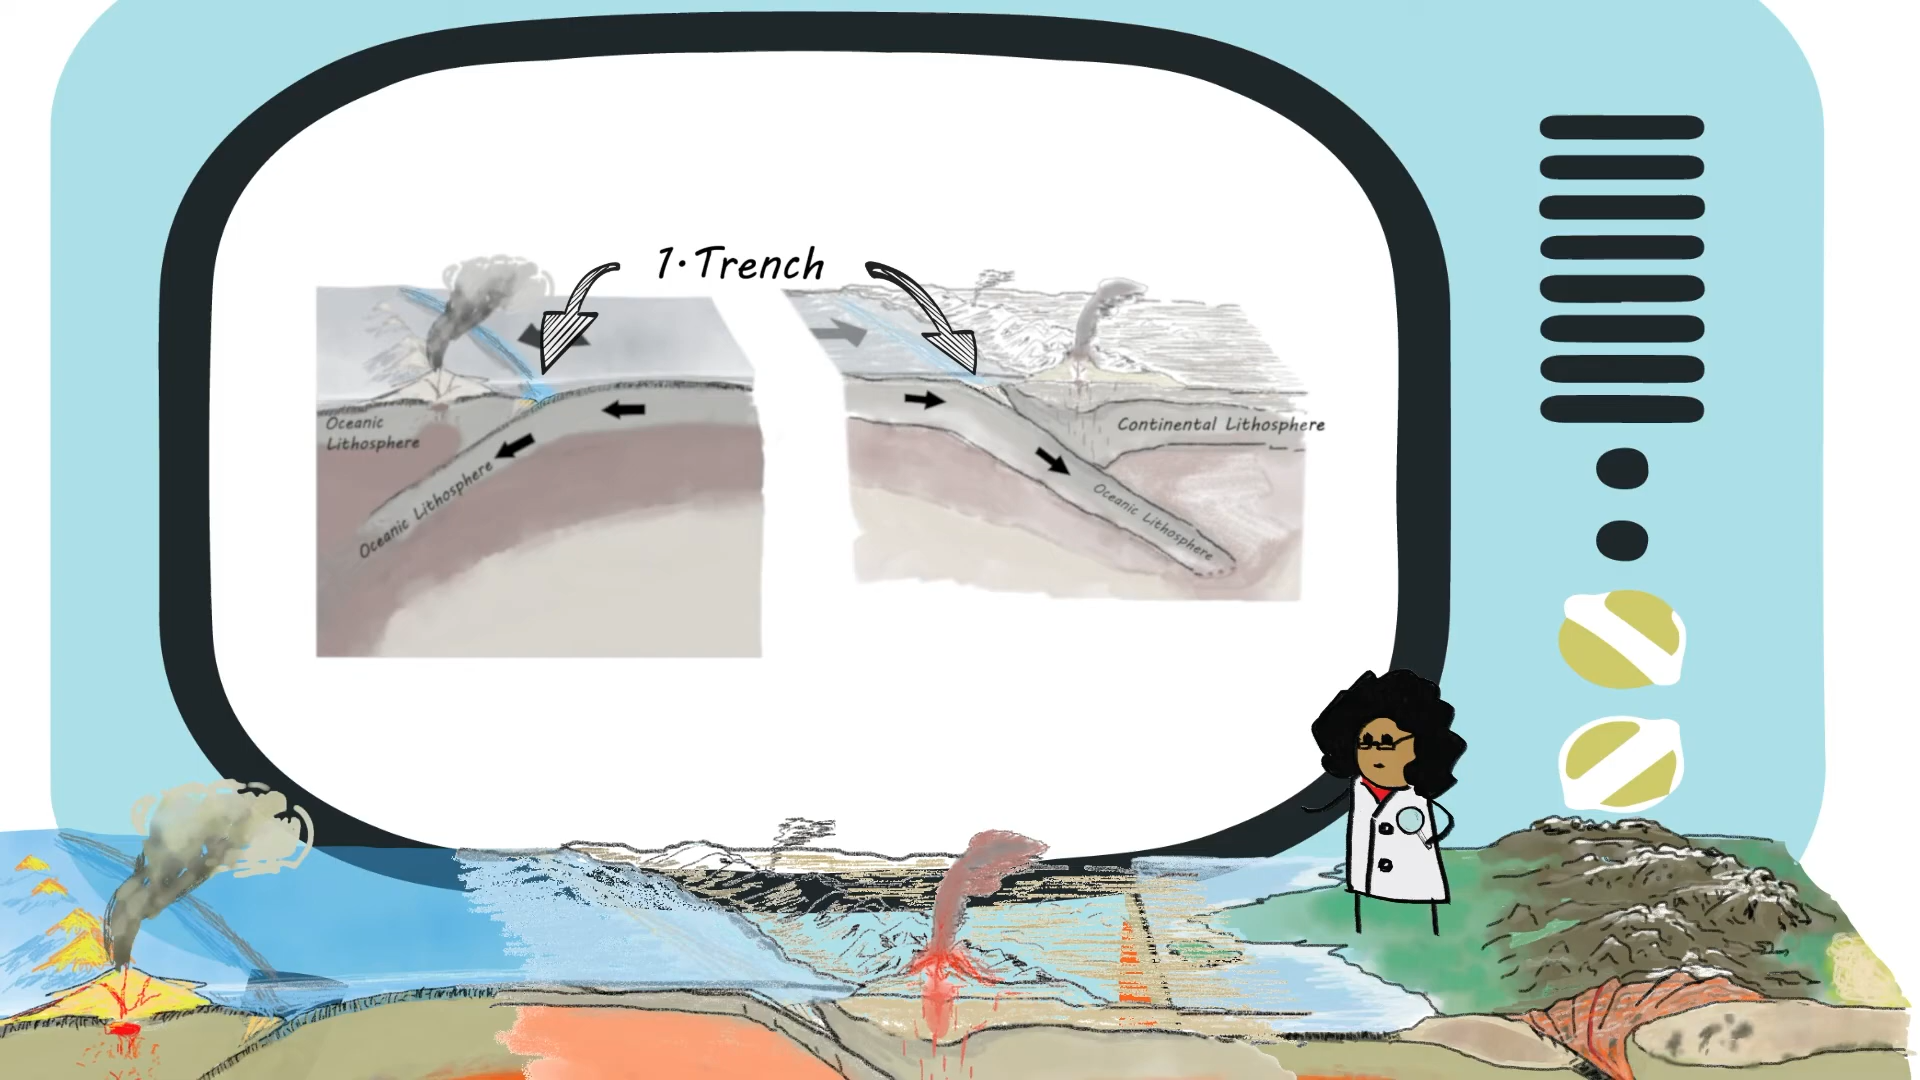 1. Trench
Oceanic
Lithosphere
Oceanic Lithosphere
Continental Lithosphere
Oceanic Lithosphere